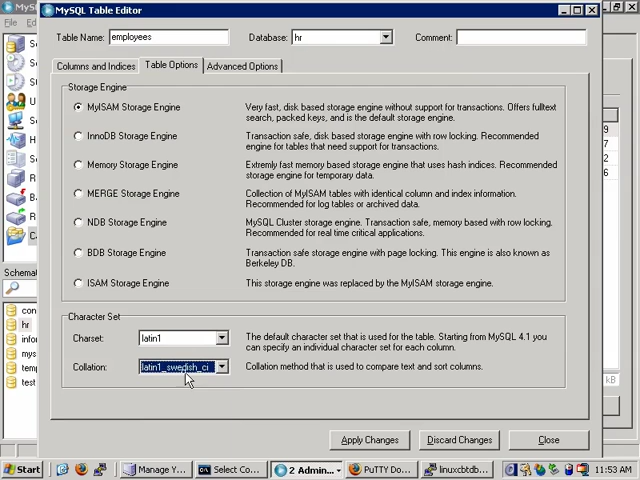 MySQL Table Editor
Table Name: employees Database: hr Comment:
Columns and Indices Table Options Advanced Options
Storage Engine
MyISAM Storage Engine Very fast, disk based storage engine without support for transactions. Offers fulltext
search, packed keys, and is the default storage engine.
InnoDB Storage Engine Transaction safe, disk based storage engine with row locking. Recommended
engine for tables that need support for transactions.
Memory Storage Engine Extremely fast memory based storage engine that uses hash indices. Recommended
storage engine for temporary data.
MERGE Storage Engine Collection of MyISAM tables with identical column and index information.
Recommended for log tables or archived data.
NDB Storage Engine MySQL Cluster storage engine. Transaction safe, memory based with row locking.
Recommended for real time critical applications.
BDB Storage Engine Transaction safe storage engine with page locking. This engine is also known as
Berkeley DB.
ISAM Storage Engine This storage engine was replaced by the MyISAM storage engine.
Character Set
Charset: latin1 The default character set that is used for the table. Starting from MySQL 4.1 you
can specify an individual character set for each column.
Collation: latin1_swedish_ci Collation method that is used to compare text and sort columns.
Apply Changes Discard Changes Close
File
Schemat
con
hr
infor
mys
test
kB
Start Manage Y... Select Co... 2 Admin... PuTTY Do... linuxcbtdb... 11:53 AM